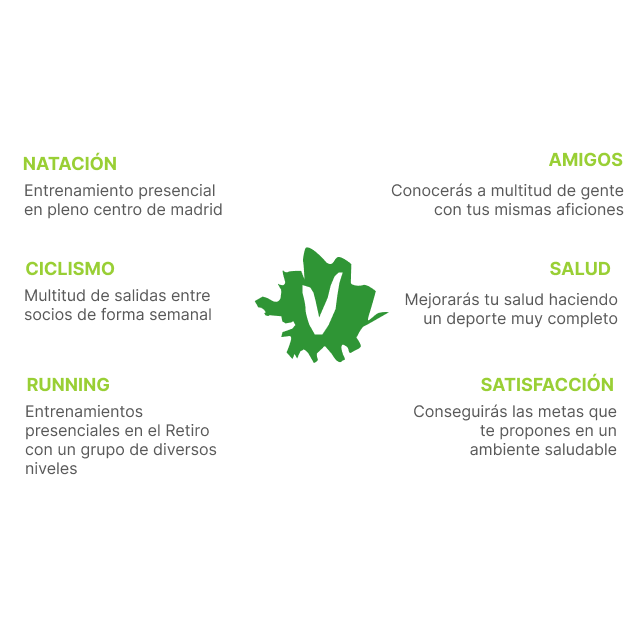 NATACIÓN
Entrenamiento presencial
en pleno centro de madrid
CICLISMO
Multitud de salidas entre
socios de forma semanal
RUNNING
Entrenamientos
presenciales en el Retiro
con un grupo de diversos
niveles
V
AMIGOS
Conocerás a multitud de gente
con tus mismas aficiones
SALUD
Mejorarás tu salud haciendo
un deporte muy completo
SATISFACCIÓN
Conseguirás las metas que
te propones en un
ambiente saludable